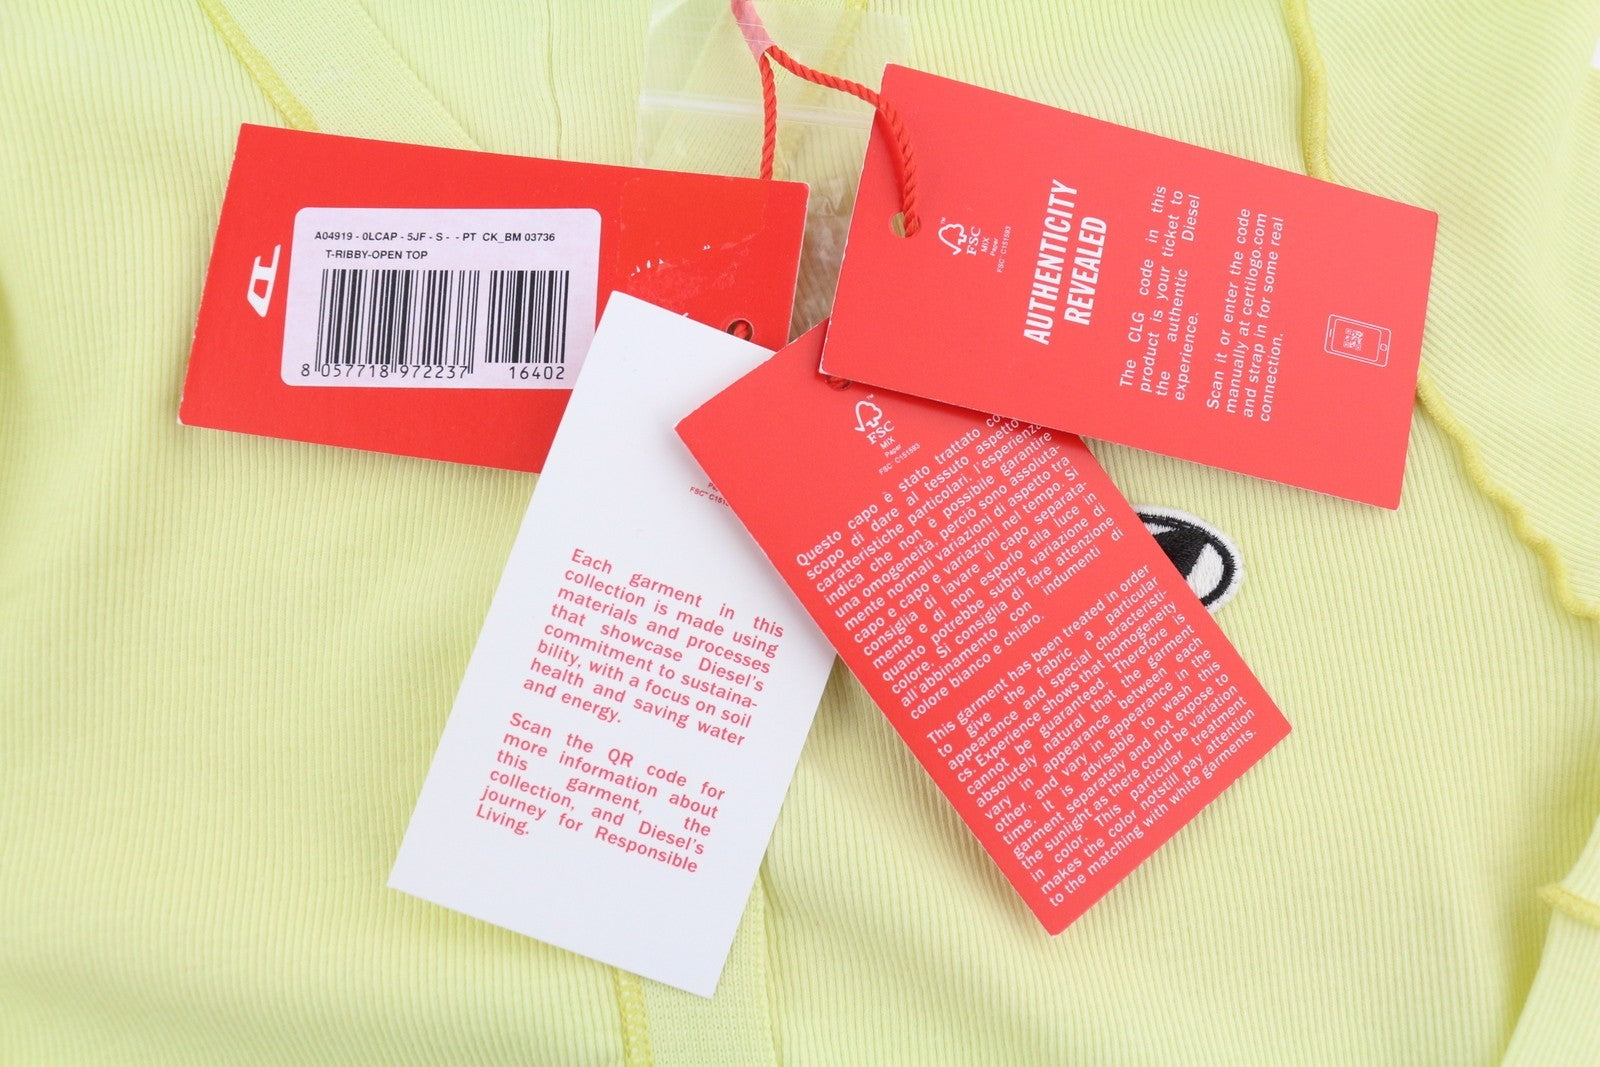 A04919 - 0LCAP - 5JF - S - - PT CK_BM 03736
T-RIBBY-OPEN TOP
8 057718 972237
16402
FSC
MIX
Paper
FSC® C151593
AUTHENTICITY
REVEALED
The CLG code in this
product is your ticket to
the authentic Diesel
experience.
Scan it or enter the code
manually at certilogo.com
and strap in for some real
connection.
FSC® C151
Each garment in this
collection is made using
materials and processes
that showcase Diesel's
commitment to sustaina-
bility, with a focus on soil
health and saving water
and energy.
Scan the QR code for
more information about
this garment, the
collection, and Diesel's
journey for Responsible
Living.
FSC
MIX
Paper
FSC® C151593
Questo capo è stato trattato
scopo di dare al tessuto aspetto
caratteristiche particolari, l'esperienza
indica che non è possibile garantire
una omogeneità, perciò sono assoluta-
mente normali variazioni di aspetto tra
capo e capo e variazioni nel tempo. Si
consiglia di lavare il capo separata-
mente e di non esporlo alla luce in
quanto potrebbe subire variazione di
colore. Si consiglia di fare attenzione
all'abbinamento con indumenti di
colore bianco e chiaro.
This garment has been treated in order
to give the fabric a particular
appearance and special characteristi-
cs. Experience shows that homogeneity
cannot be guaranteed. Therefore is
absolutely natural that the garment
vary in appearance between each
other, and vary in appearance in the
time. It is advisable to wash this
garment separately and not expose to
the sunlight as there could be variation
in color. This particular treatment
makes the color notstill pay attention
to the matching with white garments.